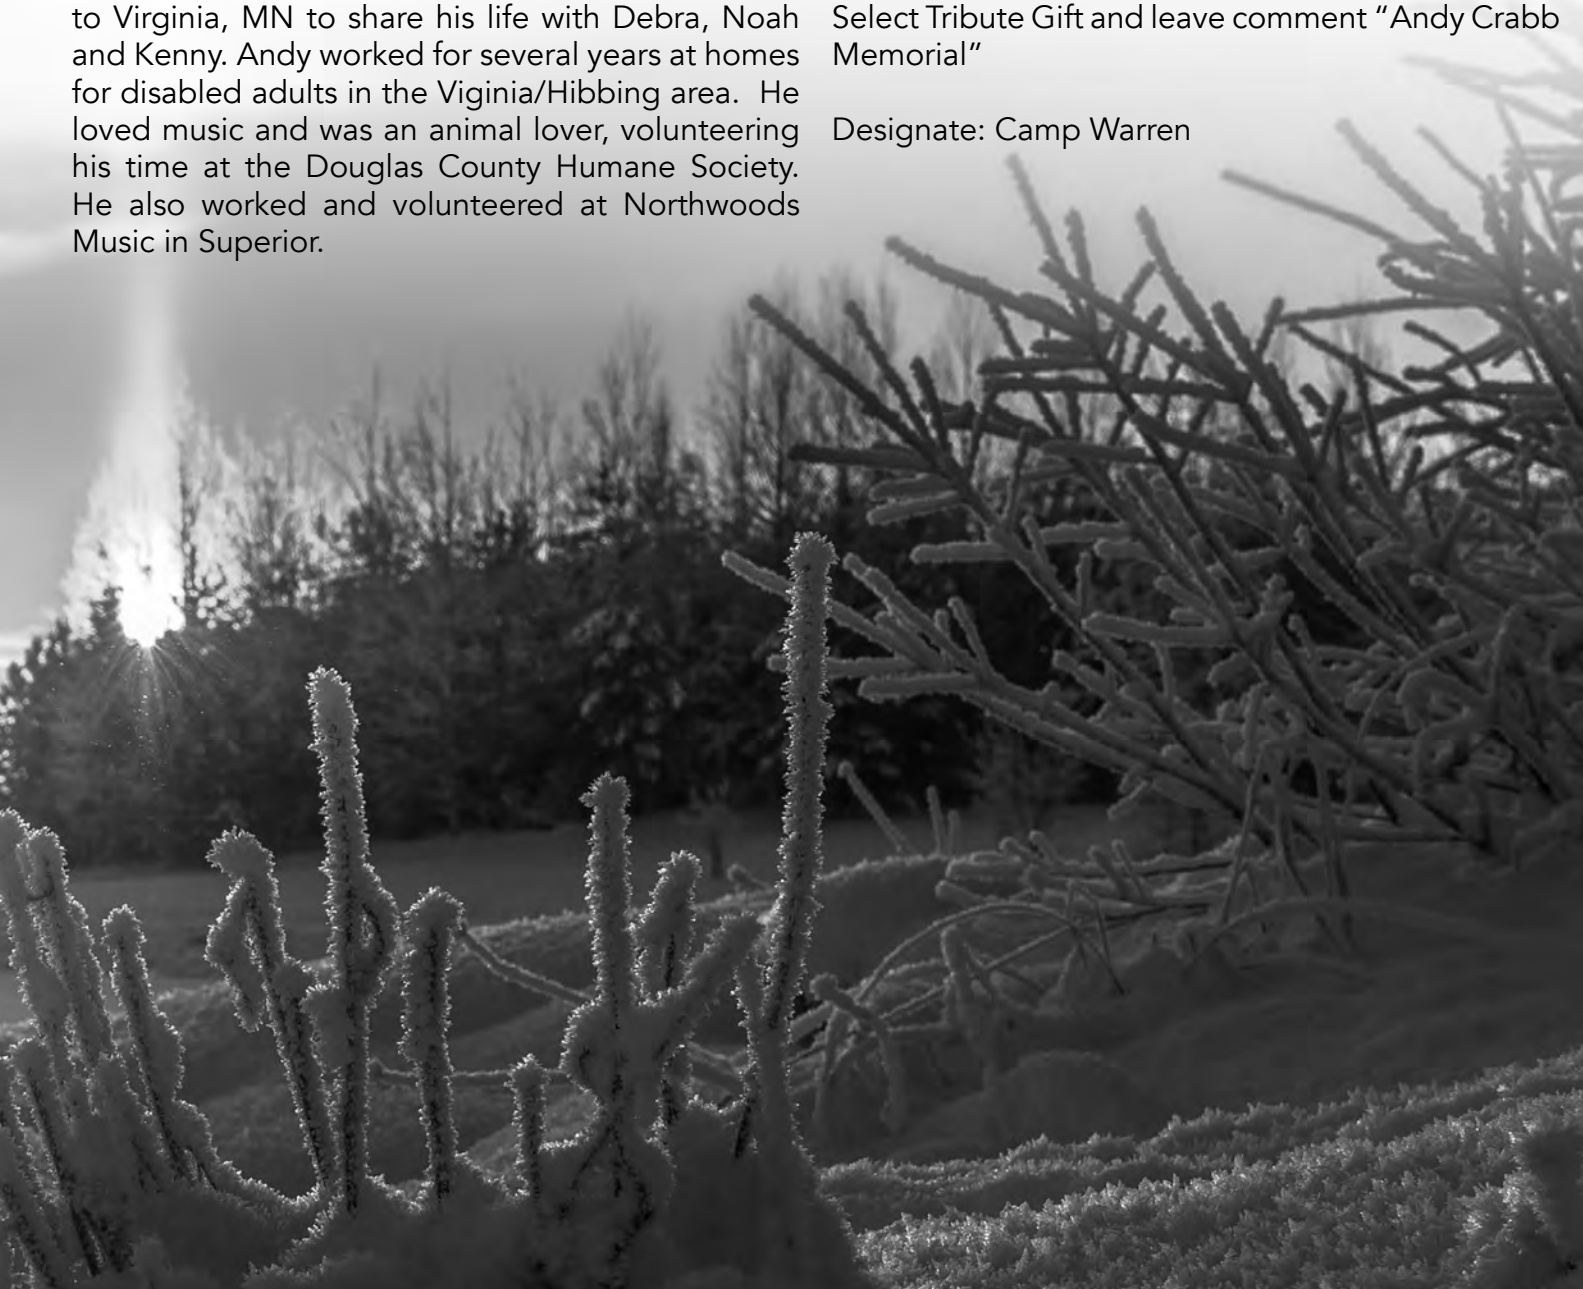 to Virginia, MN to share his life with Debra, Noah
and Kenny. Andy worked for several years at homes
for disabled adults in the Viginia/Hibbing area.  He
loved music and was an animal lover, volunteering
his time at the Douglas County Humane Society.
He also worked and volunteered at Northwoods
Music in Superior.
Select Tribute Gift and leave comment “Andy Crabb
Memorial”
Designate: Camp Warren